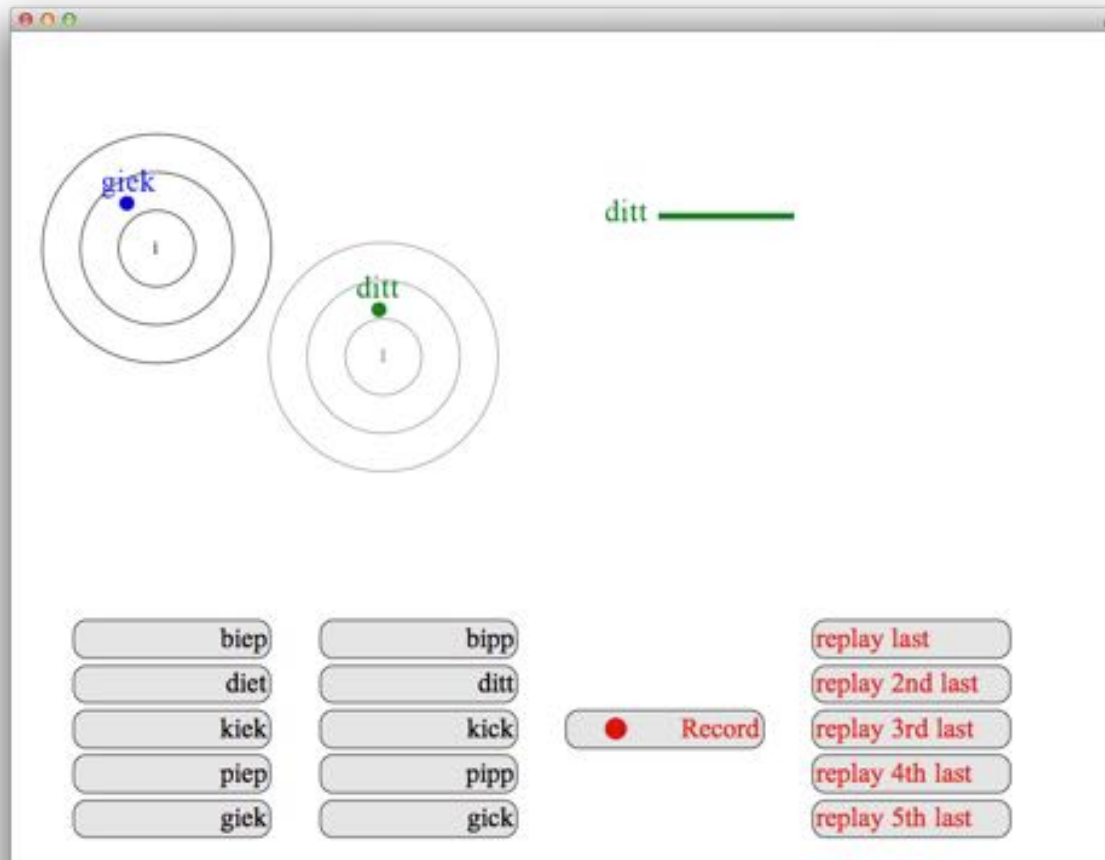 giek
ditt
ditt
biep bipp replay last
diet ditt replay 2nd last
kiek kick Record replay 3rd last
piep pipp replay 4th last
giek gick replay 5th last